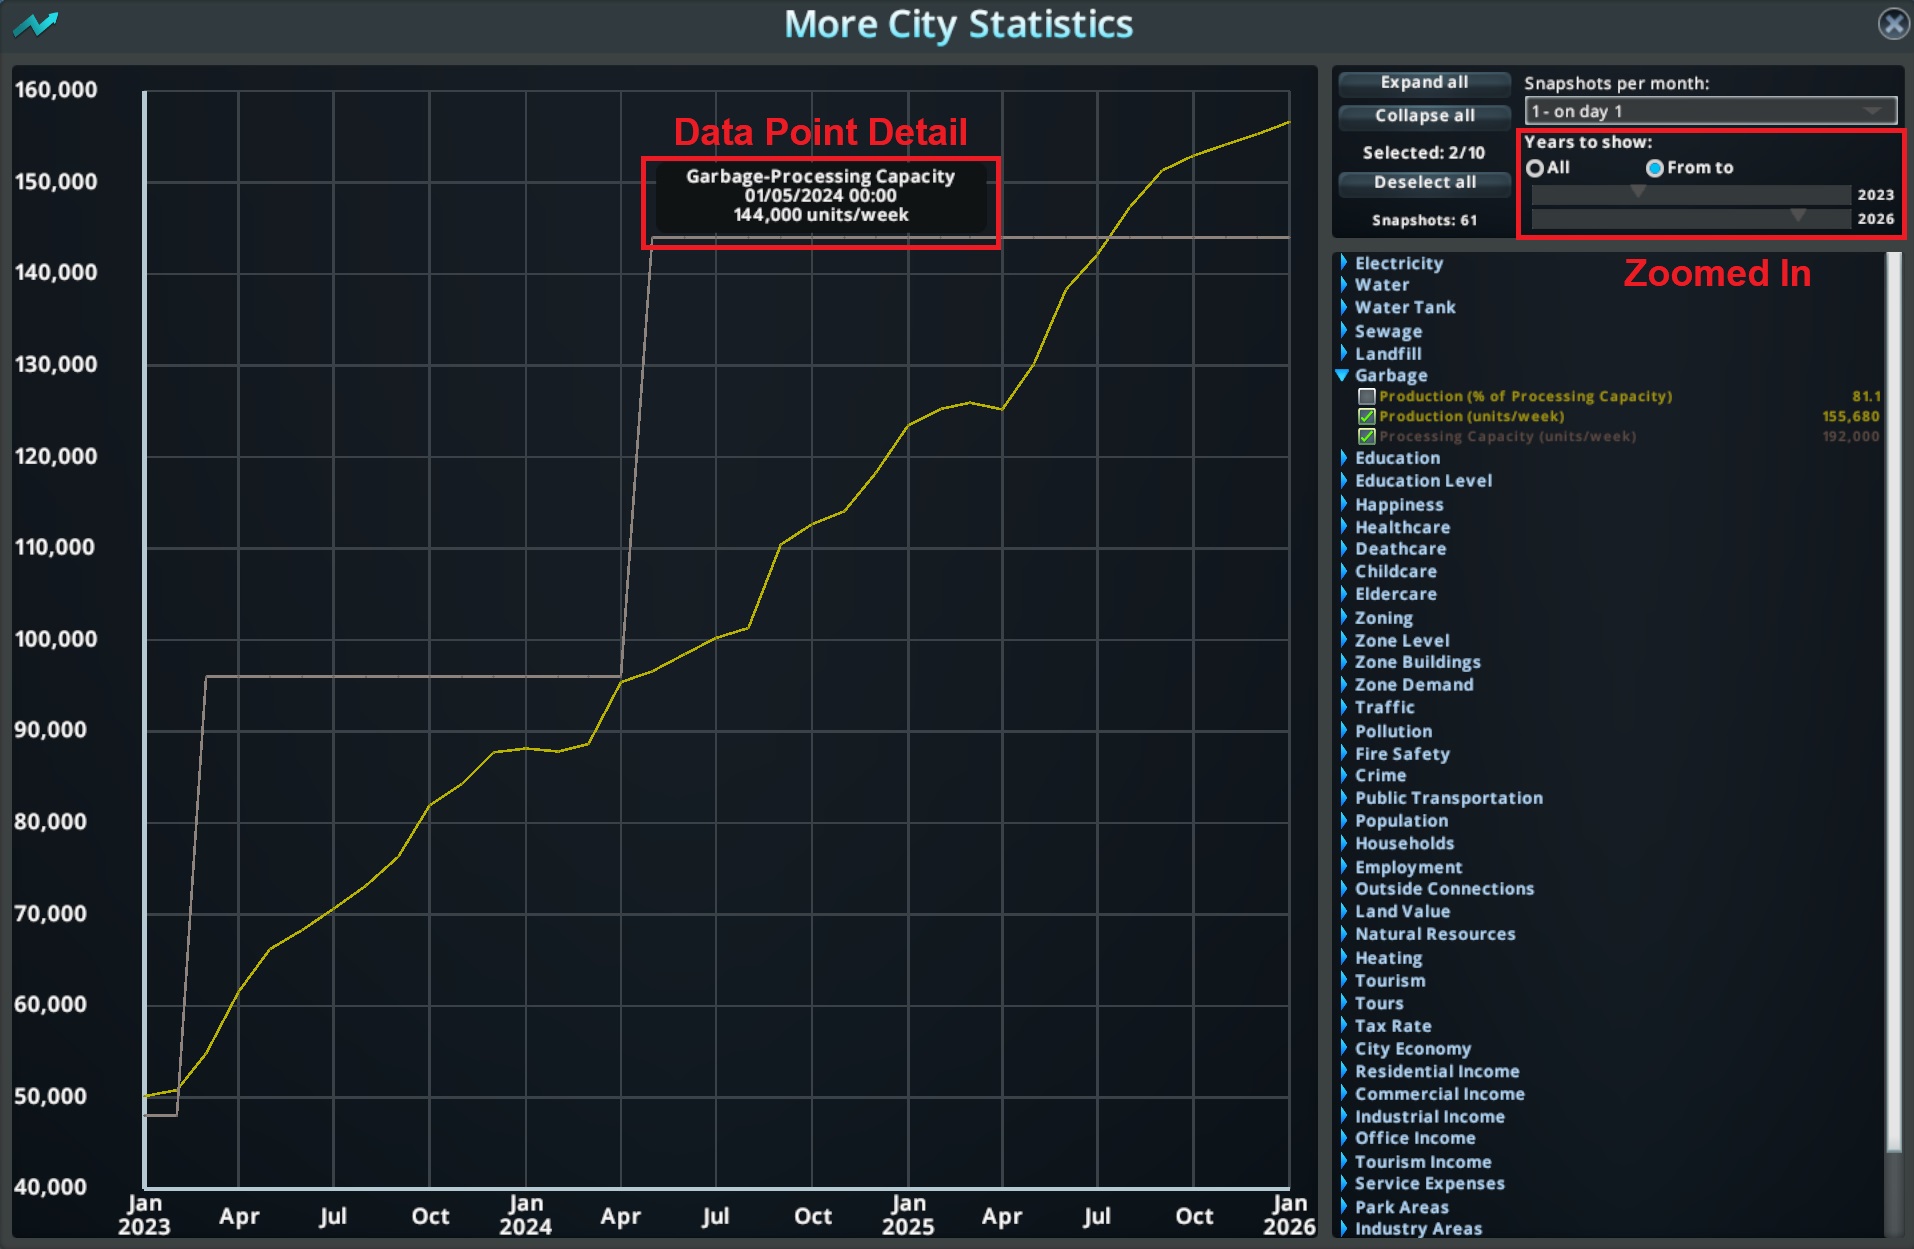 More City Statistics
160,000
150,000
140,000
130,000
120,000
110,000
100,000
90,000
80,000
70,000
60,000
50,000
40,000
Jan
2023
Apr
Jul
Oct
Jan
2024
Apr
Jul
Oct
Jan
2025
Apr
Jul
Oct
Jan
2026
Data Point Detail
Garbage-Processing Capacity
01/05/2024 00:00
144,000 units/week
Expand all
Collapse all
Selected: 2/10
Deselect all
Snapshots: 61
Snapshots per month:
1 - on day 1
Years to show:
All From to
2023
2026
Zoomed In
Electricity
Water
Water Tank
Sewage
Landfill
Garbage
Production (% of Processing Capacity) 81.1
Production (units/week) 155,680
Processing Capacity (units/week) 192,000
Education
Education Level
Happiness
Healthcare
Deathcare
Childcare
Eldercare
Zoning
Zone Level
Zone Buildings
Zone Demand
Traffic
Pollution
Fire Safety
Crime
Public Transportation
Population
Households
Employment
Outside Connections
Land Value
Natural Resources
Heating
Tourism
Tours
Tax Rate
City Economy
Residential Income
Commercial Income
Industrial Income
Office Income
Tourism Income
Service Expenses
Park Areas
Industry Areas